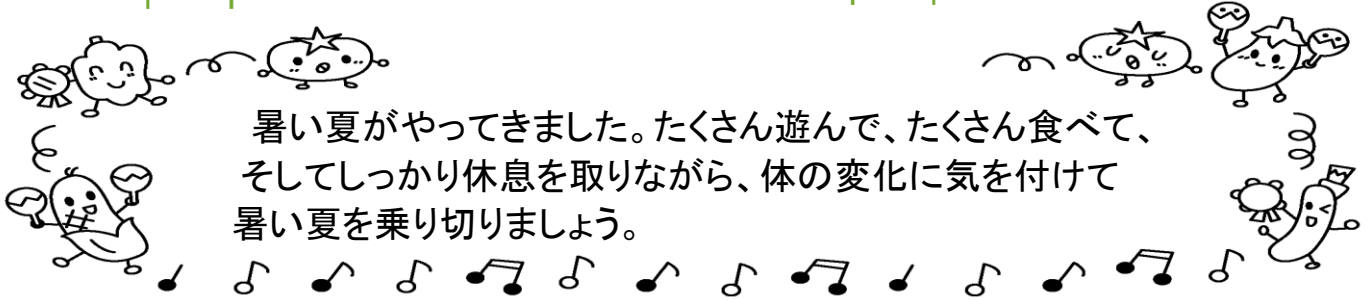 暑い夏がやってきました。たくさん遊んで、たくさん食べて、
そしてしっかり休息を取りながら、体の変化に気を付けて
暑い夏を乗り切りましょう。